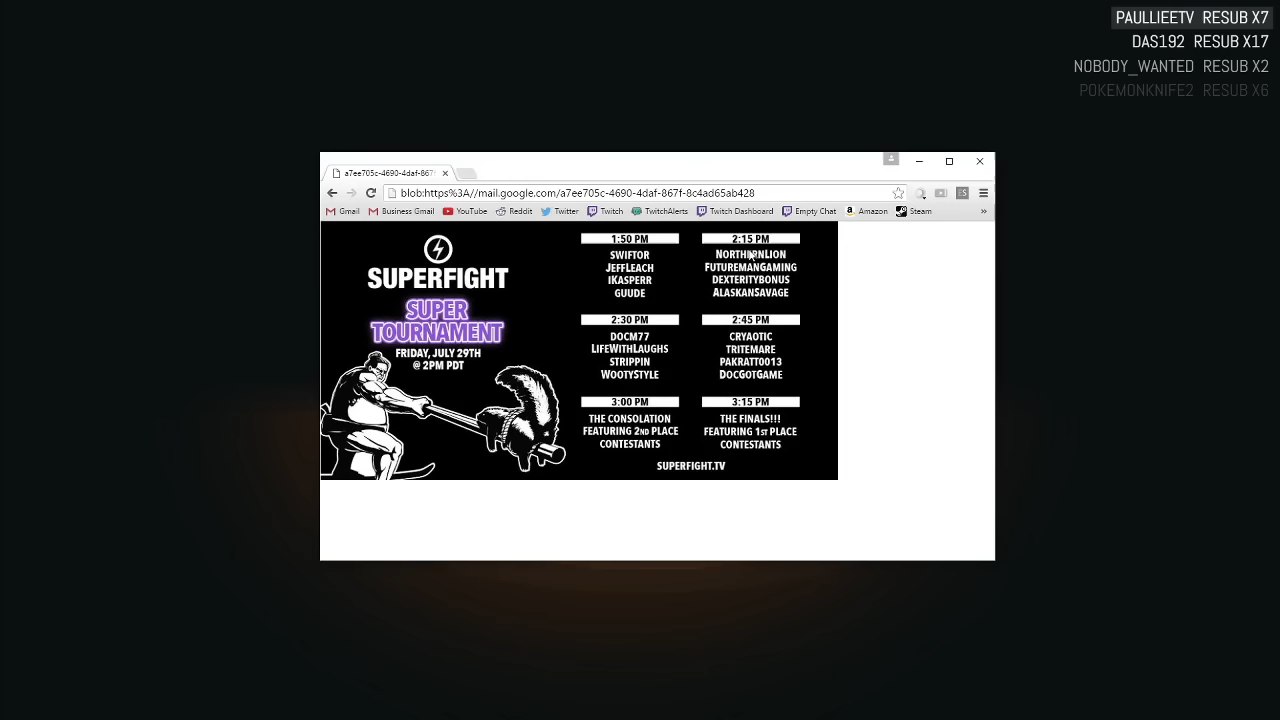 PAULLIEETV RESUB X7
DAS192 RESUB X17
NOBODY_WANTED RESUB X2
POKEMONKNIFE2 RESUB X6
a7ee705c-4690-4daf-867
blob:https%3A//mail.google.com/a7ee705c-4690-4daf-867f-8c4ad65ab428
Gmail Business Gmail YouTube Reddit Twitter Twitch TwitchAlerts Twitch Dashboard Empty Chat Amazon Steam »
SUPERFIGHT
SUPER
TOURNAMENT
FRIDAY, JULY 29TH
@ 2PM PDT
1:50 PM
SWIFTOR
JEFFLEACH
IKASPERR
GUUDE
2:15 PM
NORTHERNLION
FUTUREMANGAMING
DEXTERITYBONUS
ALASKANSAVAGE
2:30 PM
DOCM77
LIFEWITHLAUGHS
STRIPPIN
WOOTYSTYLE
2:45 PM
CRYAOTIC
TRITEMARE
PAKRATT0013
DOCGOTGAME
3:00 PM
THE CONSOLATION
FEATURING 2ND PLACE
CONTESTANTS
3:15 PM
THE FINALS!!!
FEATURING 1ST PLACE
CONTESTANTS
SUPERFIGHT.TV